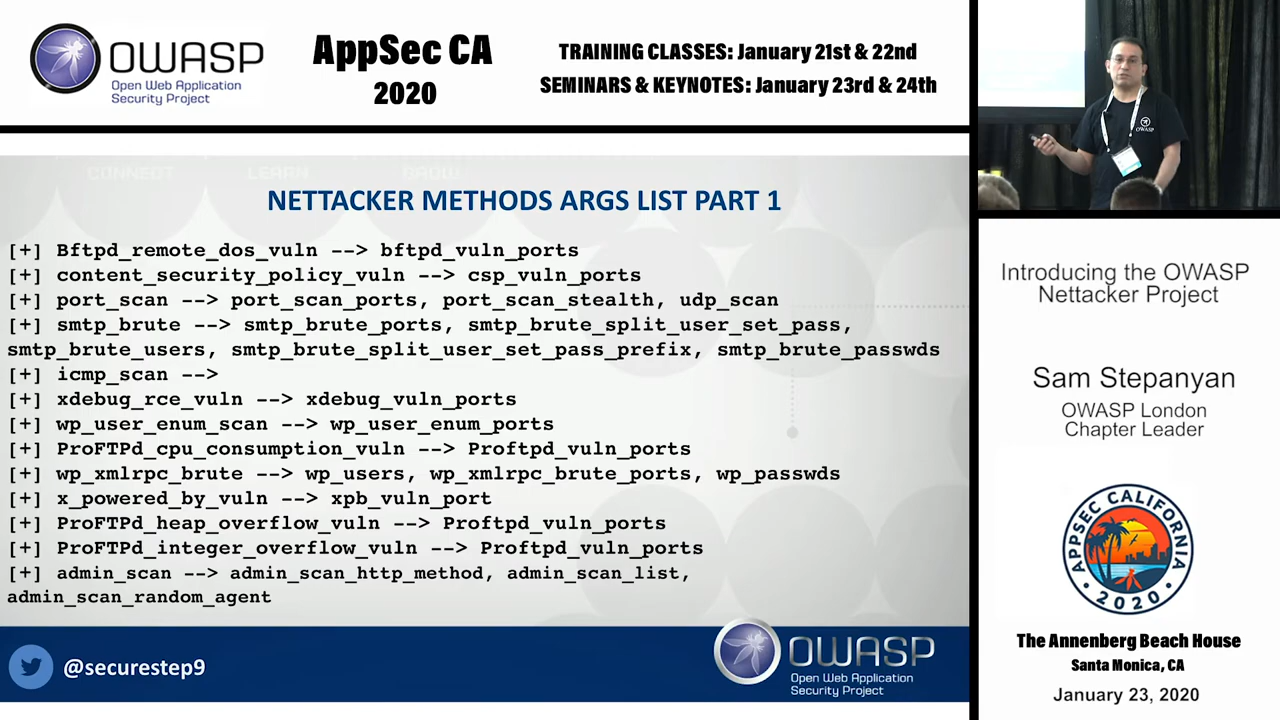 OWASP
Open Web Application
Security Project
AppSec CA
2020
TRAINING CLASSES: January 21st & 22nd
SEMINARS & KEYNOTES: January 23rd & 24th
CONNECT LEARN GROW
NETTACKER METHODS ARGS LIST PART 1
[+] Bftpd_remote_dos_vuln --> bftpd_vuln_ports
[+] content_security_policy_vuln --> csp_vuln_ports
[+] port_scan --> port_scan_ports, port_scan_stealth, udp_scan
[+] smtp_brute --> smtp_brute_ports, smtp_brute_split_user_set_pass,
smtp_brute_users, smtp_brute_split_user_set_pass_prefix, smtp_brute_passwds
[+] icmp_scan -->
[+] xdebug_rce_vuln --> xdebug_vuln_ports
[+] wp_user_enum_scan --> wp_user_enum_ports
[+] ProFTPd_cpu_consumption_vuln --> Proftpd_vuln_ports
[+] wp_xmlrpc_brute --> wp_users, wp_xmlrpc_brute_ports, wp_passwds
[+] x_powered_by_vuln --> xpb_vuln_port
[+] ProFTPd_heap_overflow_vuln --> Proftpd_vuln_ports
[+] ProFTPd_integer_overflow_vuln --> Proftpd_vuln_ports
[+] admin_scan --> admin_scan_http_method, admin_scan_list,
admin_scan_random_agent
@securestep9
OWASP
Open Web Application
Security Project
OWASP
Introducing the OWASP
Nettacker Project
Sam Stepanyan
OWASP London
Chapter Leader
APPSEC CALIFORNIA
2020
The Annenberg Beach House
Santa Monica, CA
January 23, 2020